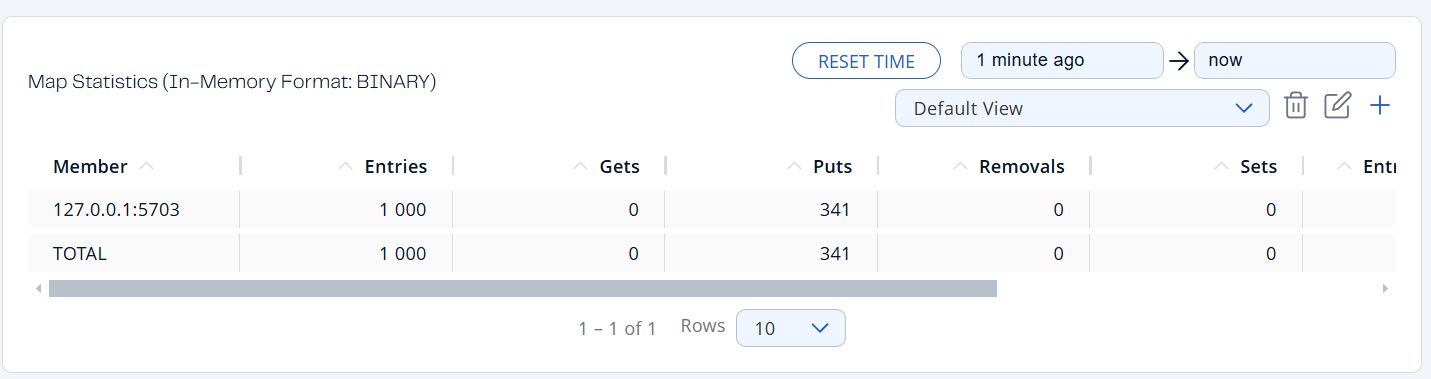 Map Statistics (In-Memory Format: BINARY)
RESET TIME
1 minute ago
now
Default View
Member Entries Gets Puts Removals Sets Entr
127.0.0.1:5703 1 000 0 341 0 0
TOTAL 1 000 0 341 0 0
1 – 1 of 1 Rows 10